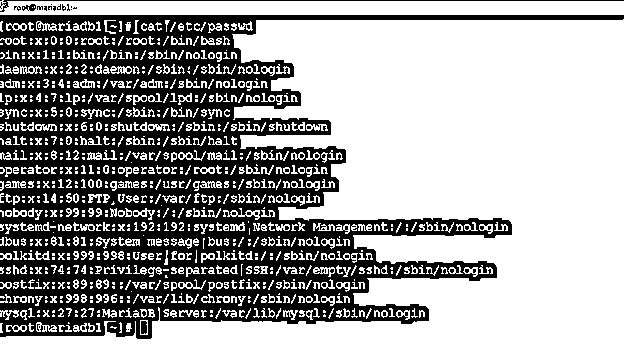 root@mariadb1:~
[root@mariadb1 ~]# cat /etc/passwd
root:x:0:0:root:/root:/bin/bash
bin:x:1:1:bin:/bin:/sbin/nologin
daemon:x:2:2:daemon:/sbin:/sbin/nologin
adm:x:3:4:adm:/var/adm:/sbin/nologin
lp:x:4:7:lp:/var/spool/lpd:/sbin/nologin
sync:x:5:0:sync:/sbin:/bin/sync
shutdown:x:6:0:shutdown:/sbin:/sbin/shutdown
halt:x:7:0:halt:/sbin:/sbin/halt
mail:x:8:12:mail:/var/spool/mail:/sbin/nologin
operator:x:11:0:operator:/root:/sbin/nologin
games:x:12:100:games:/usr/games:/sbin/nologin
ftp:x:14:50:FTP User:/var/ftp:/sbin/nologin
nobody:x:99:99:Nobody:/:/sbin/nologin
systemd-network:x:192:192:systemd Network Management:/:/sbin/nologin
dbus:x:81:81:System message bus:/:/sbin/nologin
polkitd:x:999:998:User for polkitd:/:/sbin/nologin
sshd:x:74:74:Privilege-separated SSH:/var/empty/sshd:/sbin/nologin
postfix:x:89:89::/var/spool/postfix:/sbin/nologin
chrony:x:998:996::/var/lib/chrony:/sbin/nologin
mysql:x:27:27:MariaDB Server:/var/lib/mysql:/sbin/nologin
[root@mariadb1 ~]#